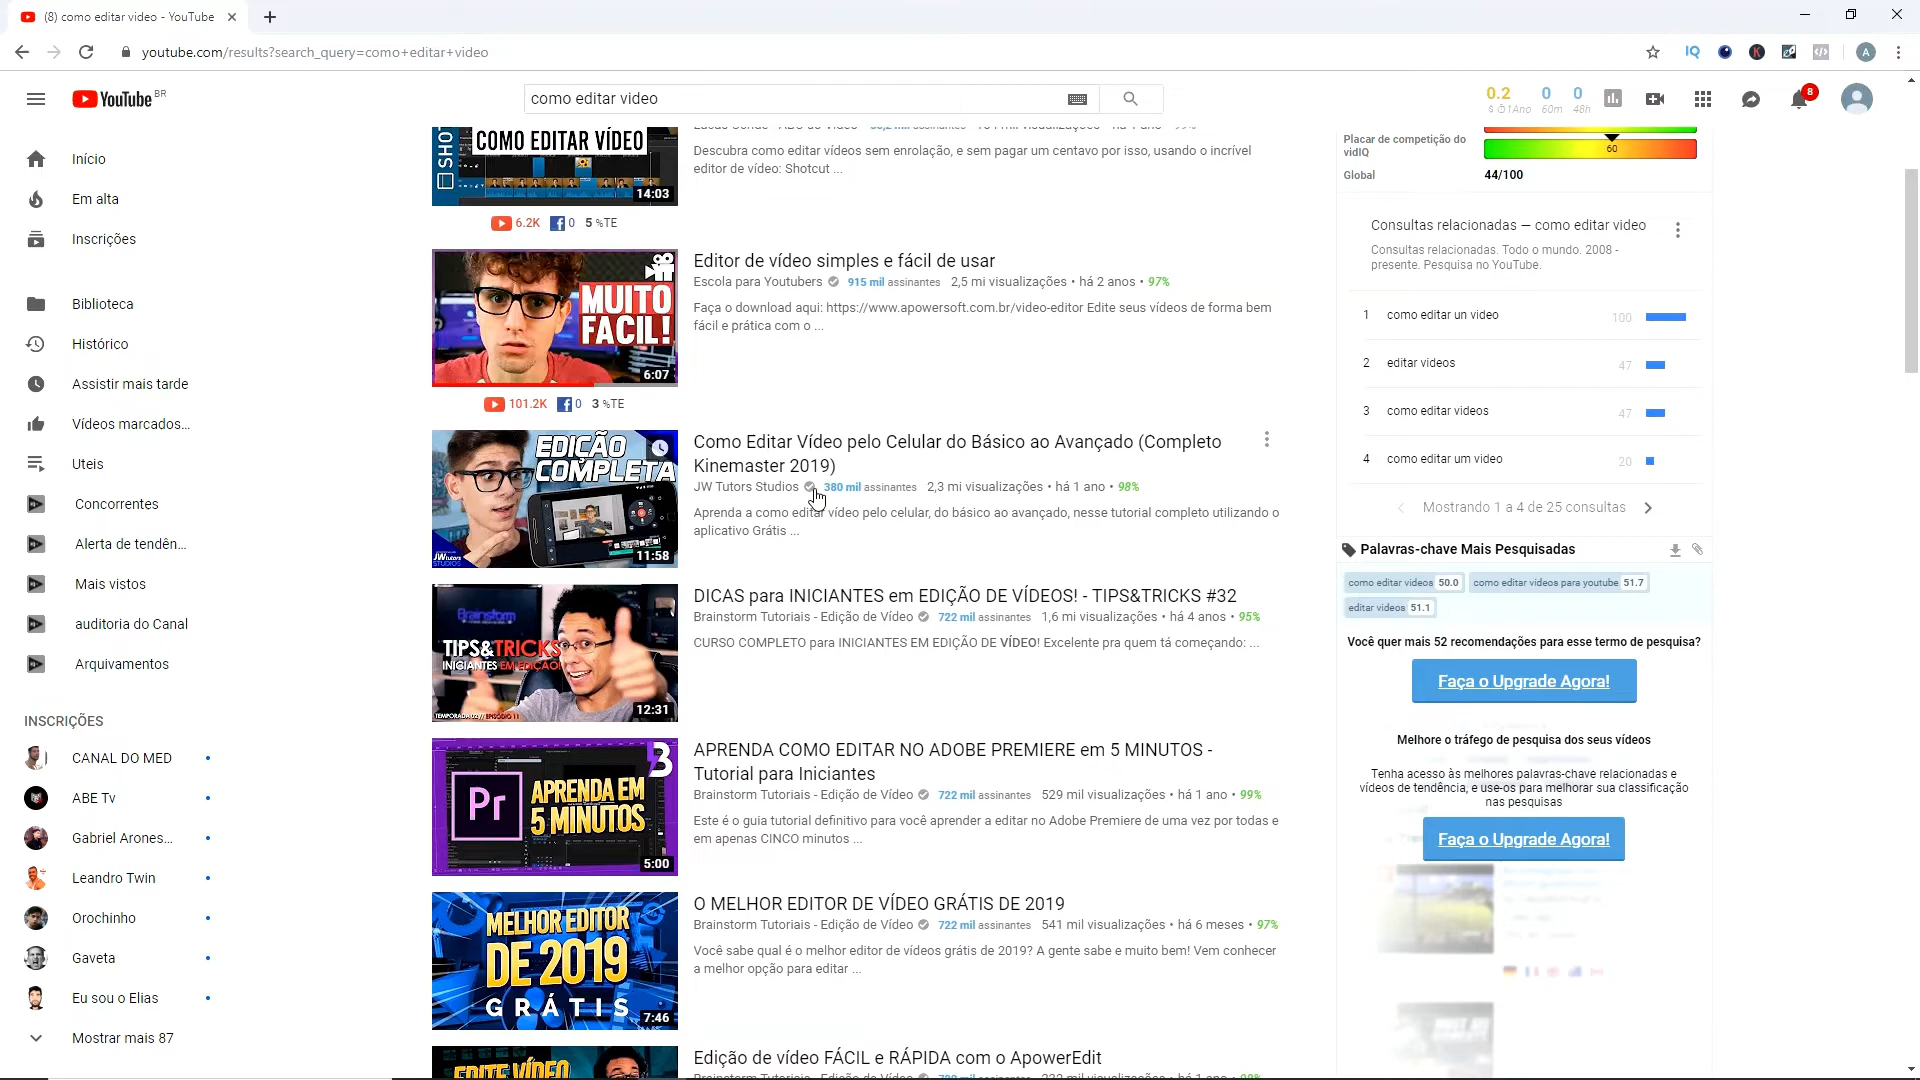 (8) como editar video - YouTube
youtube.com/results?search_query=como+editar+video
IQ
A
YouTube BR
como editar video
0.2
$ 1Ano
0
60m
0
48h
8
Início
Em alta
Inscrições
Biblioteca
Histórico
Assistir mais tarde
Vídeos marcados...
Uteis
Concorrentes
Alerta de tendên...
Mais vistos
auditoria do Canal
Arquivamentos
INSCRIÇÕES
CANAL DO MED
ABE Tv
Gabriel Arones...
Leandro Twin
Orochinho
Gaveta
Eu sou o Elias
Mostrar mais 87
COMO EDITAR VÍDEO
14:03
Descubra como editar vídeos sem enrolação, e sem pagar um centavo por isso, usando o incrível
editor de vídeo: Shotcut ...
6.2K 0 5 %TE
MUITO
FACIL!
6:07
Editor de vídeo simples e fácil de usar
Escola para Youtubers 915 mil assinantes 2,5 mi visualizações • há 2 anos • 97%
Faça o download aqui: https://www.apowersoft.com.br/video-editor Edite seus vídeos de forma bem
fácil e prática com o ...
101.2K 0 3 %TE
EDIÇÃO
COMPLETA
JWTutors
STUDIOS
11:58
Como Editar Vídeo pelo Celular do Básico ao Avançado (Completo
Kinemaster 2019)
JW Tutors Studios 380 mil assinantes 2,3 mi visualizações • há 1 ano • 98%
Aprenda a como editar vídeo pelo celular, do básico ao avançado, nesse tutorial completo utilizando o
aplicativo Grátis ...
Brainstorm
TIPS&TRICKS
INICIANTES EM EDIÇÃO
TEMPORADA 02 // EPISÓDIO 11
12:31
DICAS para INICIANTES em EDIÇÃO DE VÍDEOS! - TIPS&TRICKS #32
Brainstorm Tutoriais - Edição de Vídeo 722 mil assinantes 1,6 mi visualizações • há 4 anos • 95%
CURSO COMPLETO para INICIANTES EM EDIÇÃO DE VÍDEO! Excelente pra quem tá começando: ...
Pr
APRENDA EM
5 MINUTOS
5:00
APRENDA COMO EDITAR NO ADOBE PREMIERE em 5 MINUTOS -
Tutorial para Iniciantes
Brainstorm Tutoriais - Edição de Vídeo 722 mil assinantes 529 mil visualizações • há 1 ano • 99%
Este é o guia tutorial definitivo para você aprender a editar no Adobe Premiere de uma vez por todas e
em apenas CINCO minutos ...
MELHOR EDITOR
DE 2019
GRÁTIS
7:46
O MELHOR EDITOR DE VÍDEO GRÁTIS DE 2019
Brainstorm Tutoriais - Edição de Vídeo 722 mil assinantes 541 mil visualizações • há 6 meses • 97%
Você sabe qual é o melhor editor de vídeos grátis de 2019? A gente sabe e muito bem! Vem conhecer
a melhor opção para editar ...
EDITE VÍDEO
Edição de vídeo FÁCIL e RÁPIDA com o ApowerEdit
Placar de competição do
vidIQ
60
Global 44/100
Consultas relacionadas — como editar video
Consultas relacionadas. Todo o mundo. 2008 -
presente. Pesquisa no YouTube.
1 como editar un video 100
2 editar vídeos 47
3 como editar videos 47
4 como editar um video 20
Mostrando 1 a 4 de 25 consultas
Palavras-chave Mais Pesquisadas
como editar videos 50.0 como editar vídeos para youtube 51.7
editar videos 51.1
Você quer mais 52 recomendações para esse termo de pesquisa?
Faça o Upgrade Agora!
Melhore o tráfego de pesquisa dos seus vídeos
Tenha acesso às melhores palavras-chave relacionadas e
vídeos de tendência, e use-os para melhorar sua classificação
nas pesquisas
Faça o Upgrade Agora!